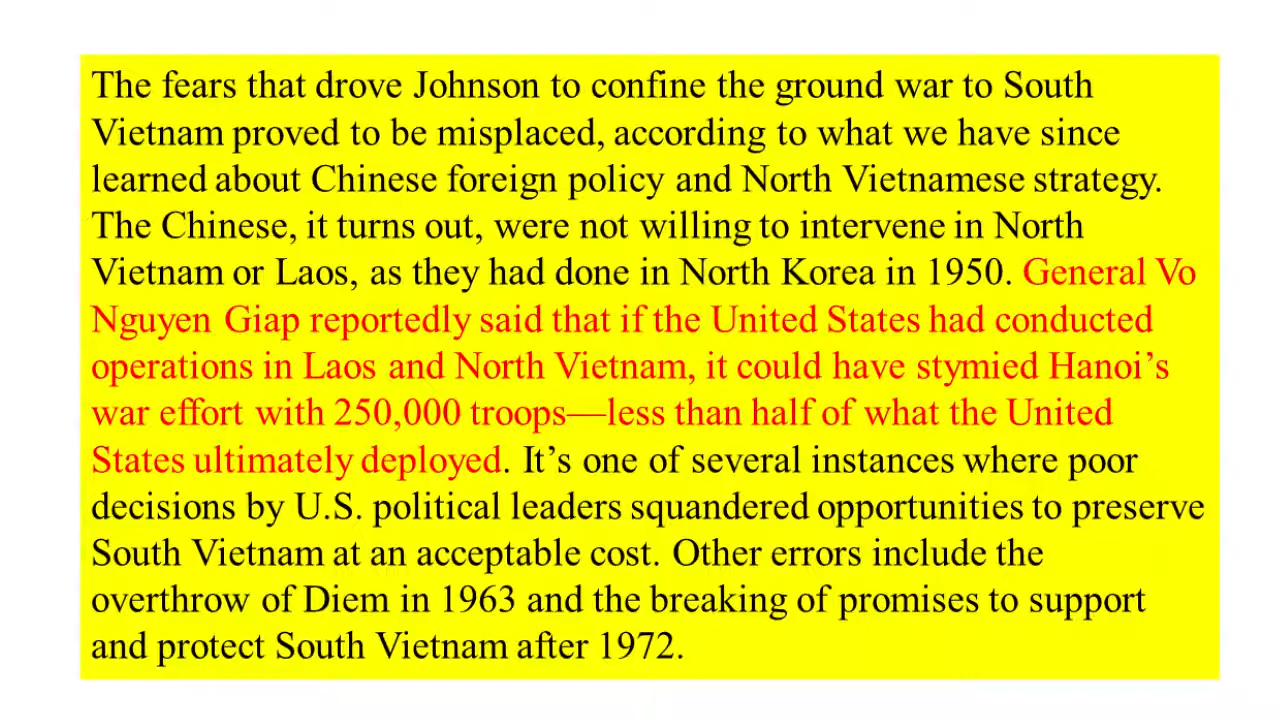 The fears that drove Johnson to confine the ground war to South
Vietnam proved to be misplaced, according to what we have since
learned about Chinese foreign policy and North Vietnamese strategy.
The Chinese, it turns out, were not willing to intervene in North
Vietnam or Laos, as they had done in North Korea in 1950. General Vo
Nguyen Giap reportedly said that if the United States had conducted
operations in Laos and North Vietnam, it could have stymied Hanoi’s
war effort with 250,000 troops—less than half of what the United
States ultimately deployed. It’s one of several instances where poor
decisions by U.S. political leaders squandered opportunities to preserve
South Vietnam at an acceptable cost. Other errors include the
overthrow of Diem in 1963 and the breaking of promises to support
and protect South Vietnam after 1972.